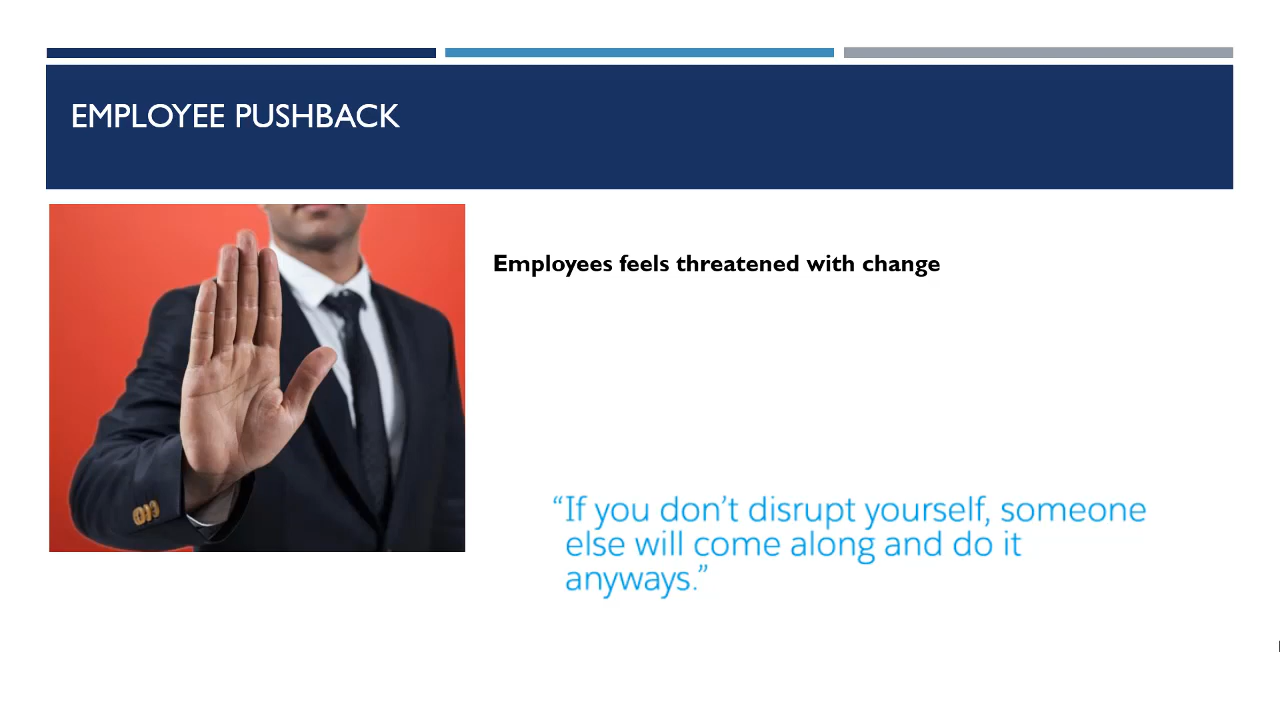 EMPLOYEE PUSHBACK
Employees feels threatened with change
“If you don’t disrupt yourself, someone
else will come along and do it
anyways.”